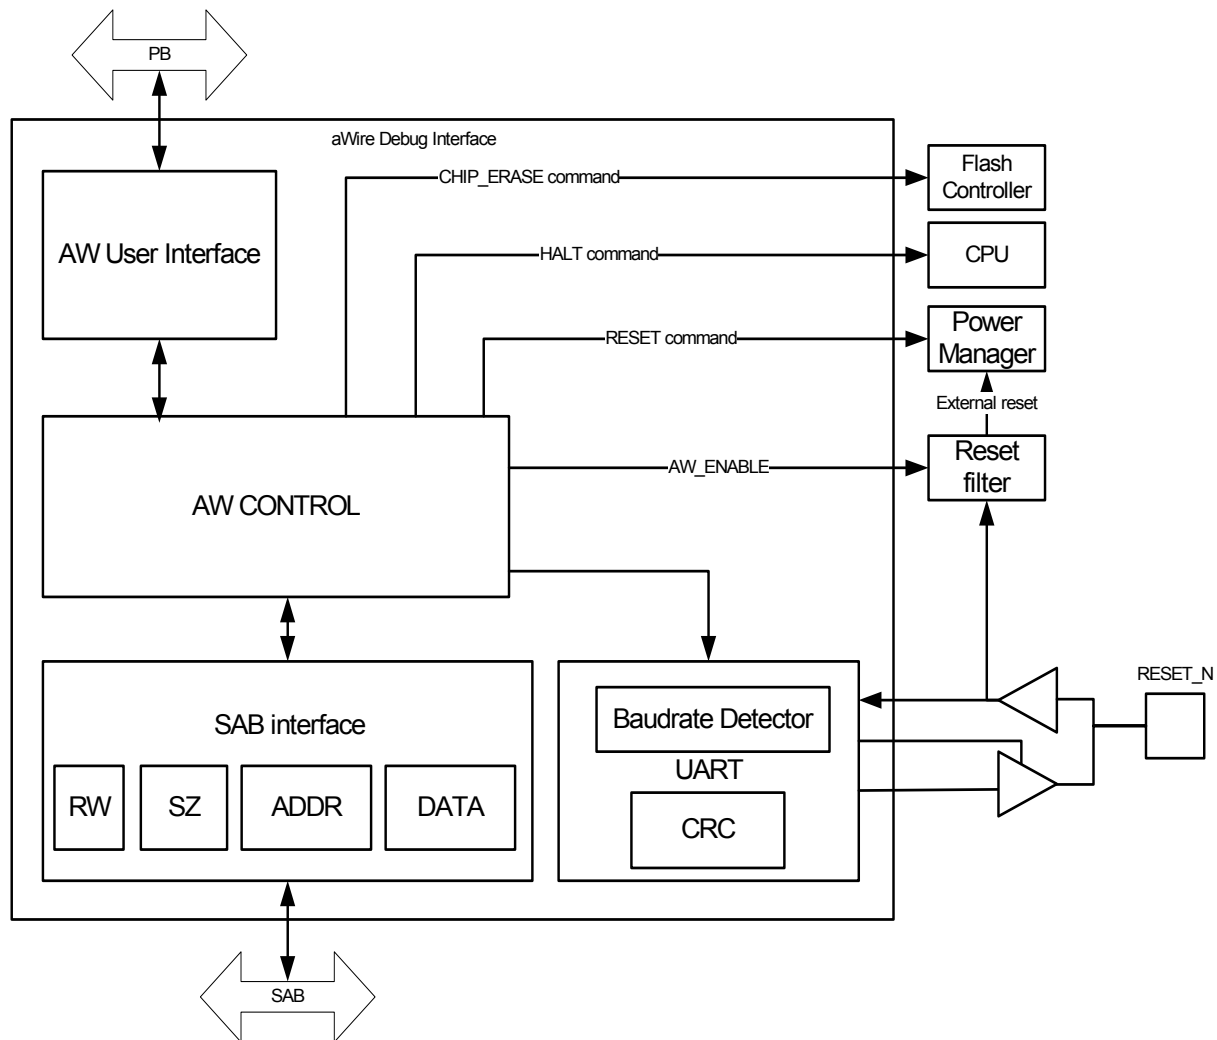 PB
aWire Debug Interface
CHIP_ERASE command
Flash
Controller
AW User Interface
HALT command
CPU
RESET command
Power
Manager
External reset
AW CONTROL
AW_ENABLE
Reset
filter
RESET_N
SAB interface
Baudrate Detector
UART
RW
SZ
ADDR
DATA
CRC
SAB